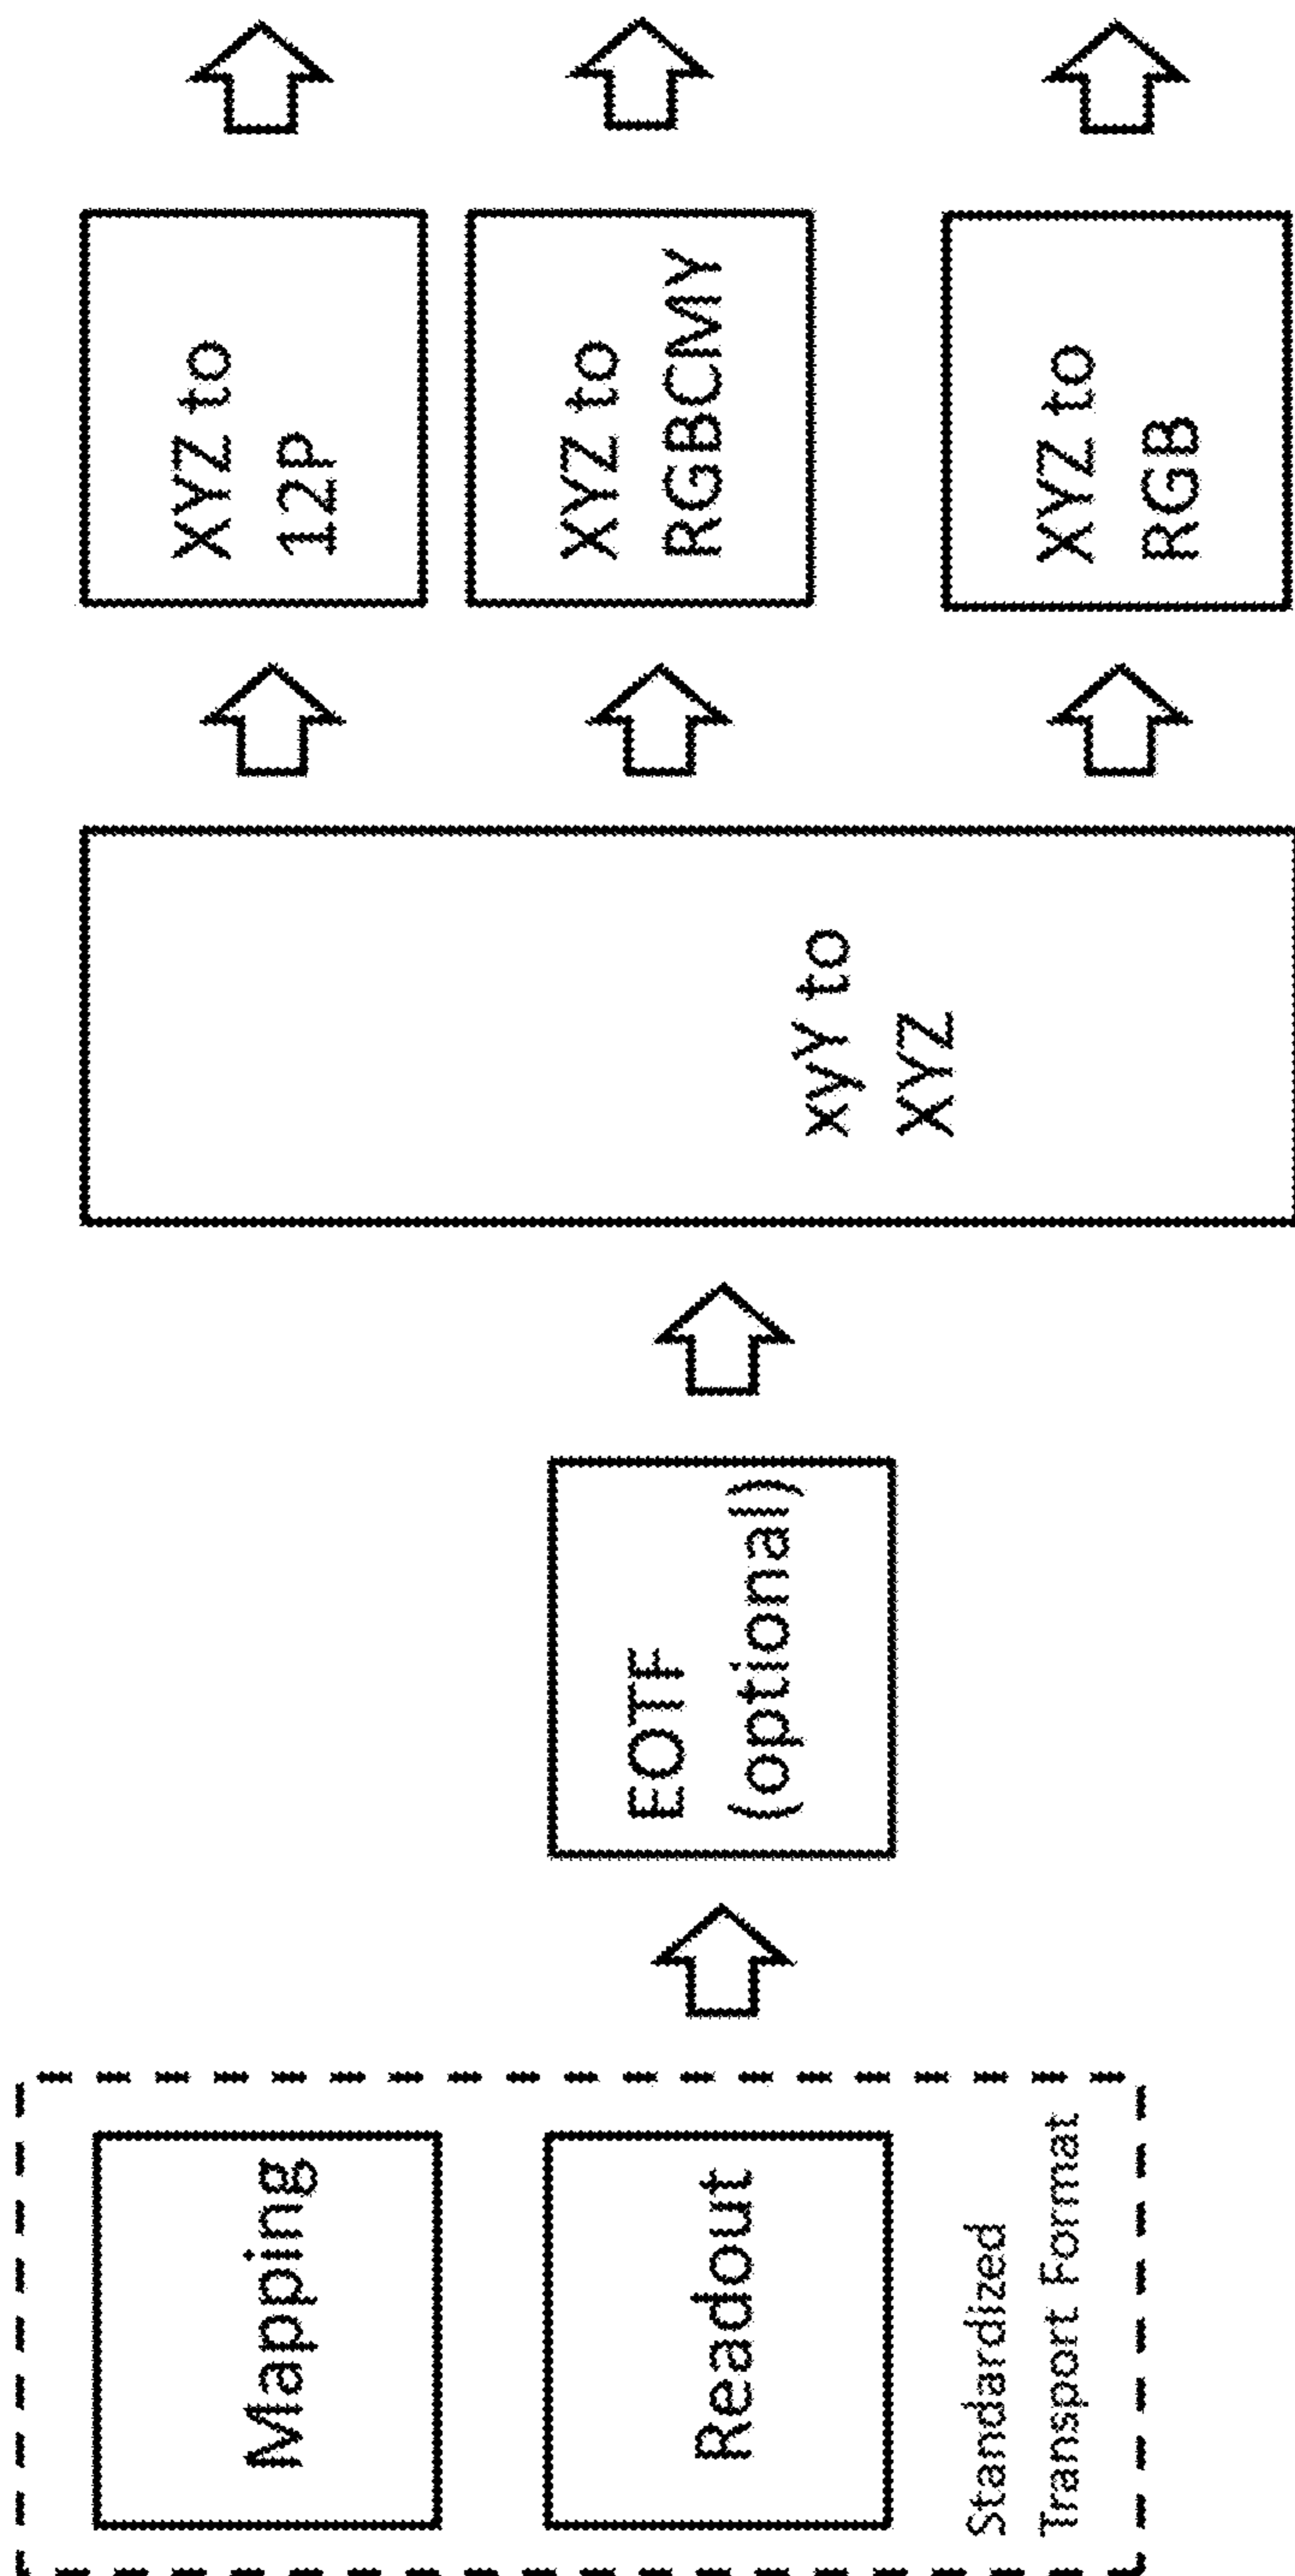 Mapping
Readout
Standardized
Transport Format
EOTF
(optional)
xyY to
XYZ
XYZ to
12p
XYZ to
RGBCMY
XYZ to
RGB